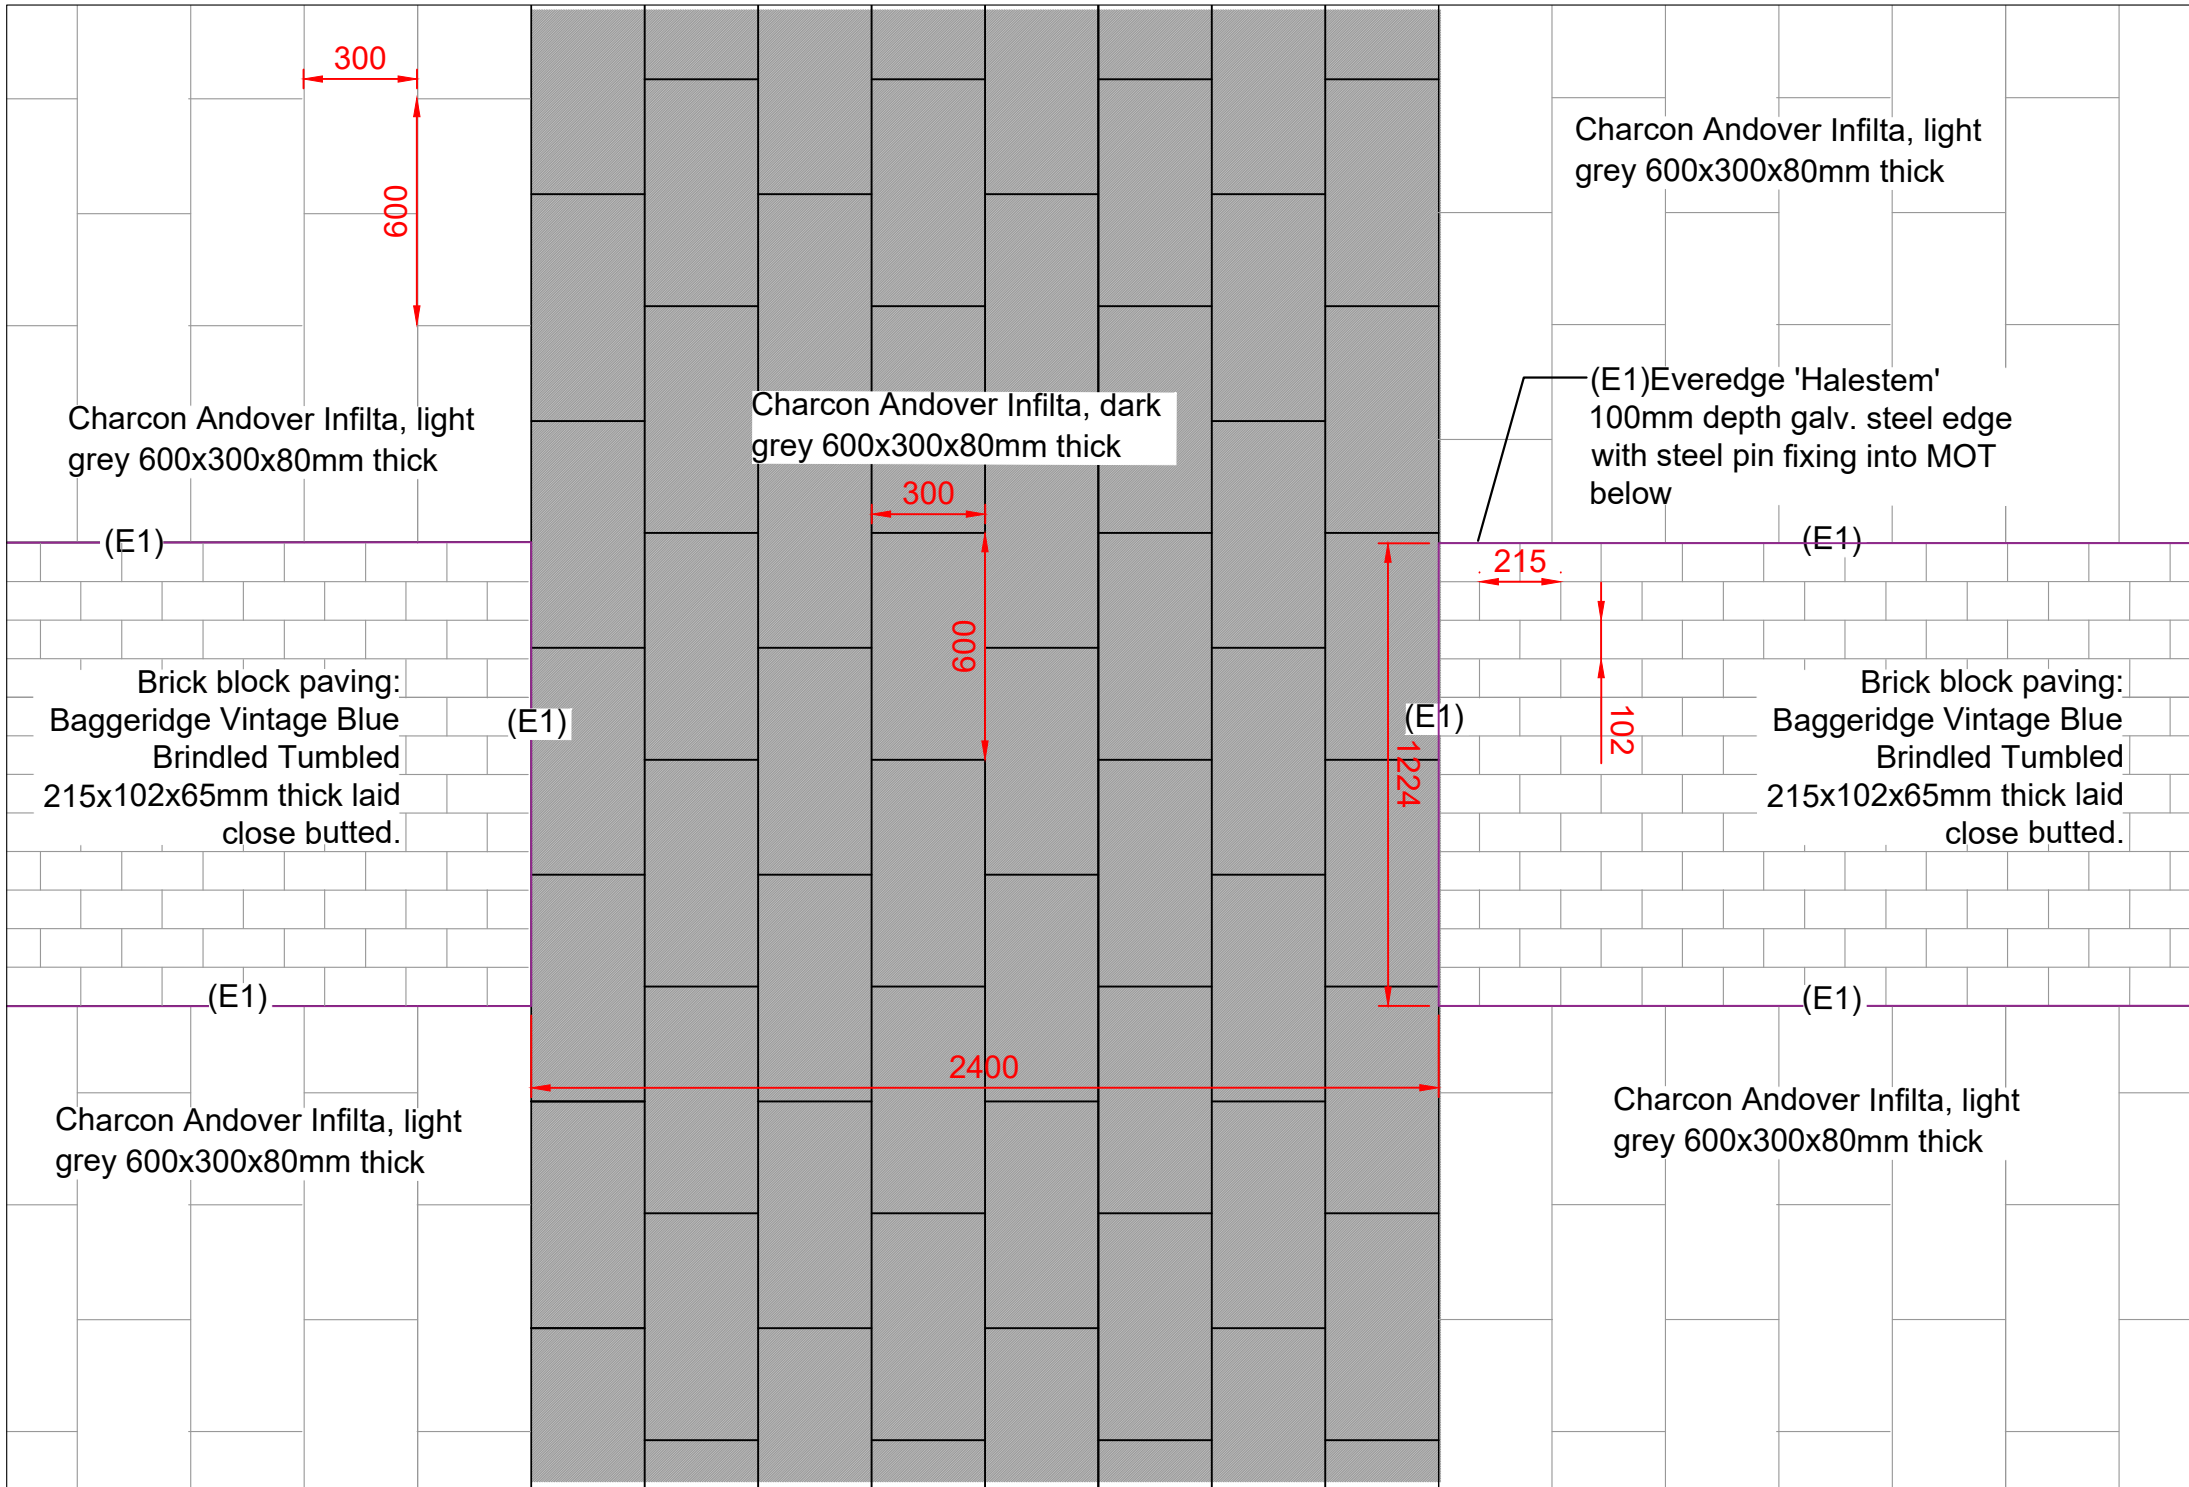 300
600
Charcon Andover Infilta, light
grey 600x300x80mm thick
Charcon Andover Infilta, light
grey 600x300x80mm thick
Charcon Andover Infilta, dark
grey 600x300x80mm thick
(E1)Everedge 'Halestem'
100mm depth galv. steel edge
with steel pin fixing into MOT
below
300
600
(E1)
(E1)
215
102
1224
Brick block paving:
Baggeridge Vintage Blue
Brindled Tumbled
215x102x65mm thick laid
close butted.
(E1)
(E1)
Brick block paving:
Baggeridge Vintage Blue
Brindled Tumbled
215x102x65mm thick laid
close butted.
(E1)
(E1)
2400
Charcon Andover Infilta, light
grey 600x300x80mm thick
Charcon Andover Infilta, light
grey 600x300x80mm thick